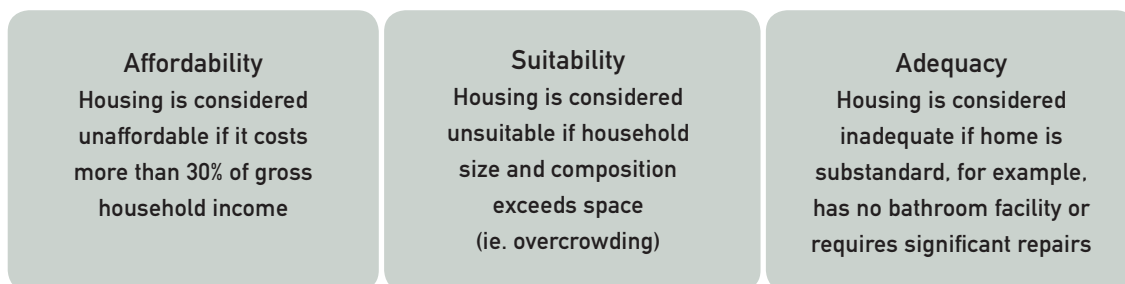 Affordability
Housing is considered
unaffordable if it costs
more than 30% of gross
household income
Suitability
Housing is considered
unsuitable if household
size and composition
exceeds space
(ie. overcrowding)
Adequacy
Housing is considered
inadequate if home is
substandard, for example,
has no bathroom facility or
requires significant repairs